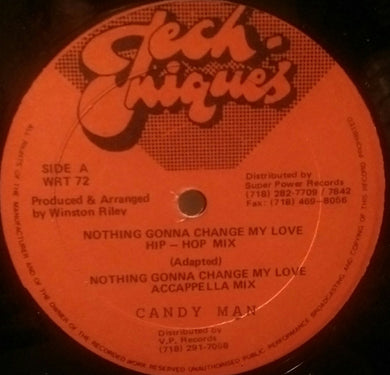 Tech-
niques
SIDE A
WRT 72
Produced & Arranged
by Winston Riley
Distributed by
Super Power Records
(718) 282-7709 / 7842
Fax: (718) 469-8056
NOTHING GONNA CHANGE MY LOVE
HIP - HOP MIX
(Adapted)
NOTHING GONNA CHANGE MY LOVE
ACCAPPELLA MIX
CANDY MAN
Distributed by
V.P. Records
(718) 291-7058
ALL RIGHTS OF THE MANUFACTURER AND OF THE OWNER OF THE RECORDED WORK RESERVED UNAUTHORISED PUBLIC PERFORMANCE BROADCASTING AND COPYING OF THIS RECORD PROHIBITED